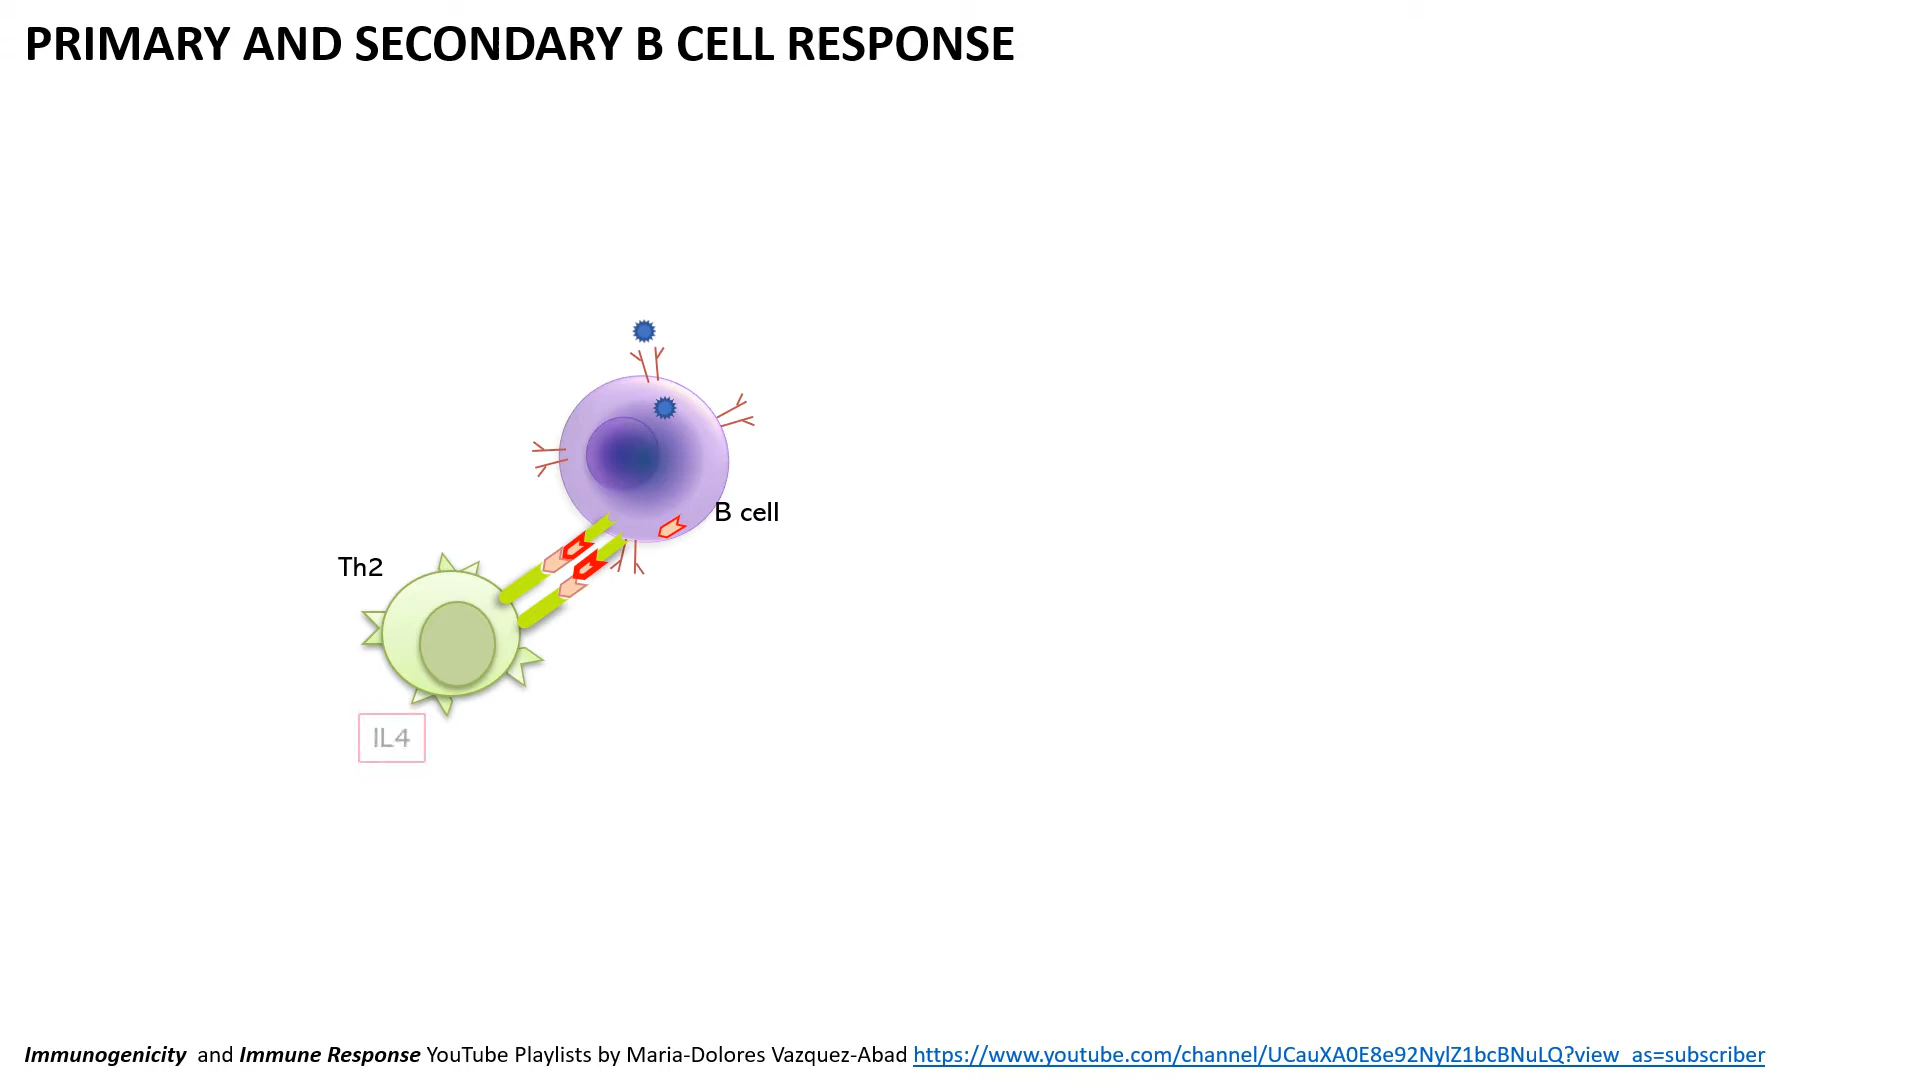 PRIMARY AND SECONDARY B CELL RESPONSE
B cell
Th2
IL4
Immunogenicity and Immune Response YouTube Playlists by Maria-Dolores Vazquez-Abad https://www.youtube.com/channel/UCauXA0E8e92NylZ1bcBNuLQ?view_as=subscriber